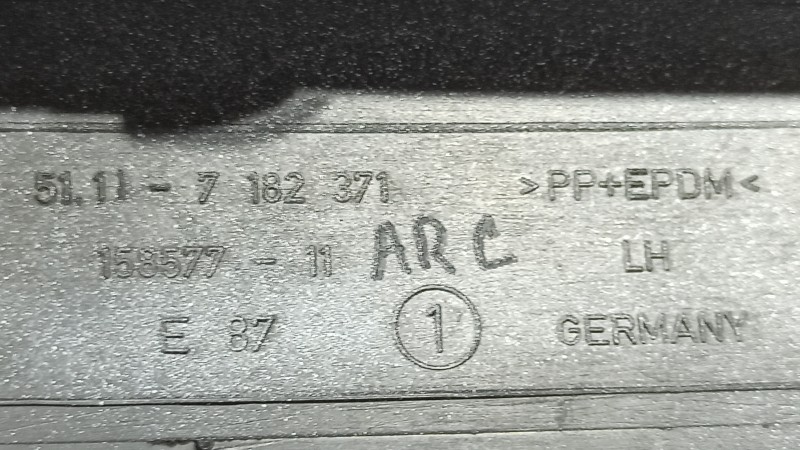 51.11 - 7 182 371 >PP+EPDM<
158577 - 11 ARC LH
E 87 1 GERMANY